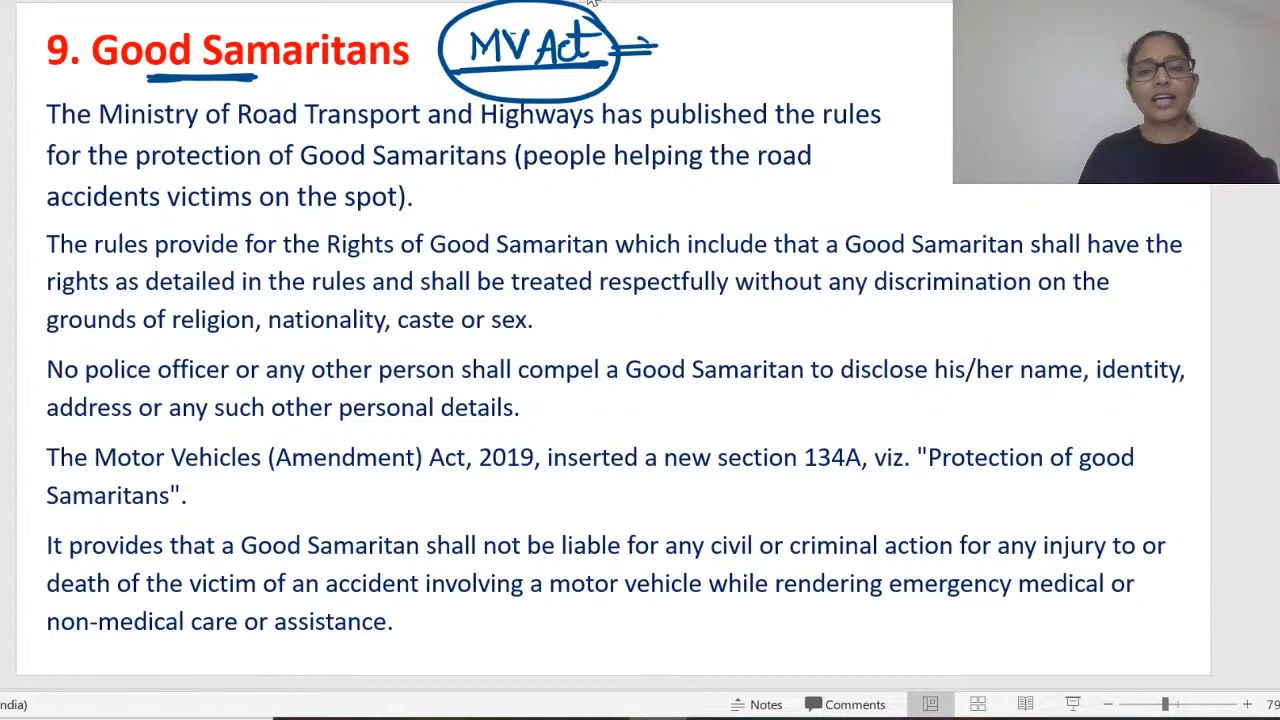 9. Good Samaritans MV Act
The Ministry of Road Transport and Highways has published the rules
for the protection of Good Samaritans (people helping the road
accidents victims on the spot).
The rules provide for the Rights of Good Samaritan which include that a Good Samaritan shall have the
rights as detailed in the rules and shall be treated respectfully without any discrimination on the
grounds of religion, nationality, caste or sex.
No police officer or any other person shall compel a Good Samaritan to disclose his/her name, identity,
address or any such other personal details.
The Motor Vehicles (Amendment) Act, 2019, inserted a new section 134A, viz. "Protection of good
Samaritans".
It provides that a Good Samaritan shall not be liable for any civil or criminal action for any injury to or
death of the victim of an accident involving a motor vehicle while rendering emergency medical or
non-medical care or assistance.
ndia) Notes Comments 79